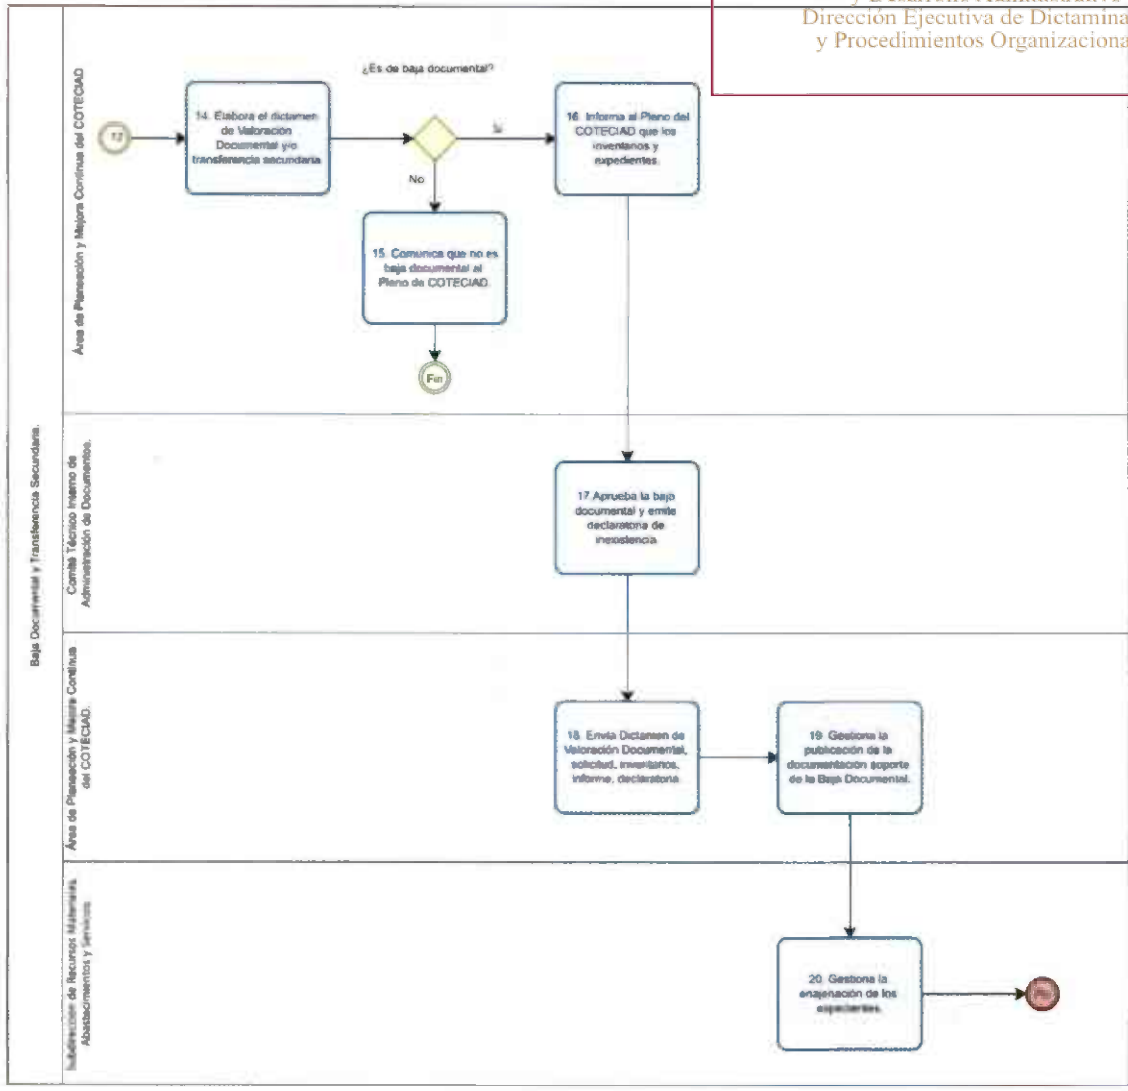 y Desarrollo Administrativo
Dirección Ejecutiva de Dictamina
y Procedimientos Organizaciona
Baja Documental y Transferencia Secundaria.
Área de Planeación y Mejora Continua del COTECIAD
¿Es de baja documental?
14. Elabora el dictamen
de Valoración
Documental y/o
transferencia secundaria
No
15. Comunica que no es
baja documental al
Pleno de COTECIAD.
Fin
16. Informa al Pleno del
COTECIAD que los
inventarios y
expedientes.
Comité Técnico Interno de
Administración de Documentos.
17 Aprueba la baja
documental y emite
declaratoria de
inexistencia
Área de Planeación y Mejora Continua
del COTECIAD.
18. Envía Dictamen de
Valoración Documental,
solicitud, inventarios,
informe, declaratoria
19. Gestiona la
publicación de la
documentación soporte
de la Baja Documental.
Subdirección de Recursos Materiales
Abastecimientos y Servicios
20. Gestiona la
enajenación de los
expedientes.